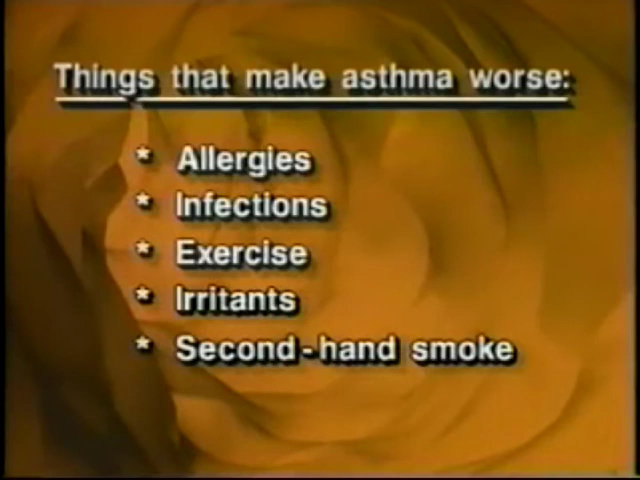 Things that make asthma worse:
* Allergies
* Infections
* Exercise
* Irritants
* Second-hand smoke